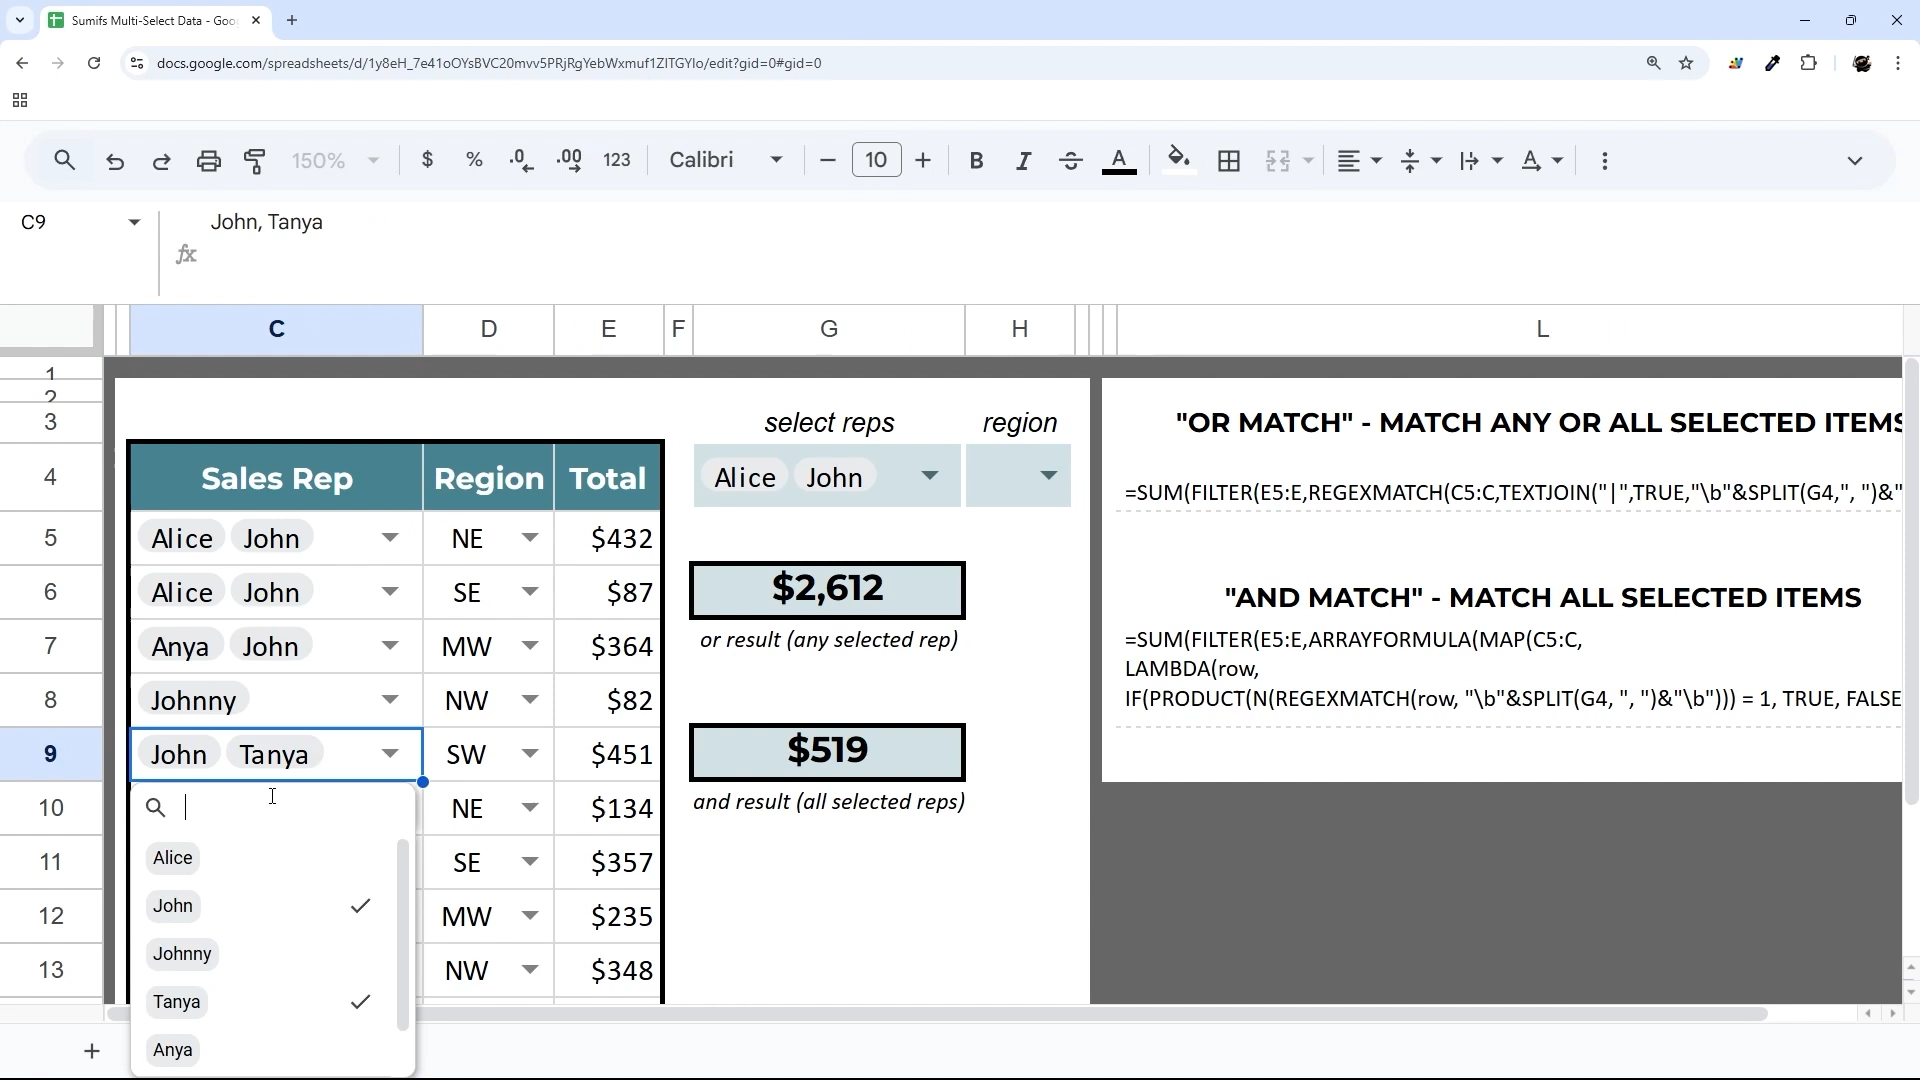 Sumifs Multi-Select Data - Goo
docs.google.com/spreadsheets/d/1y8eH_7e41oOYsBVC20mvv5PRjRgYebWxmuf1ZITGYlo/edit?gid=0#gid=0
150% $ % .0 .00 123 Calibri 10 B I S A A
C9
John, Tanya
fx
C D E F G H L
1
2
3 select reps region "OR MATCH" - MATCH ANY OR ALL SELECTED ITEMS
4 Sales Rep Region Total Alice John =SUM(FILTER(E5:E,REGEXMATCH(C5:C,TEXTJOIN("|",TRUE,"\b"&SPLIT(G4,", ")&"
5 Alice John NE $432
6 Alice John SE $87 $2,612 "AND MATCH" - MATCH ALL SELECTED ITEMS
7 Anya John MW $364 or result (any selected rep) =SUM(FILTER(E5:E,ARRAYFORMULA(MAP(C5:C,
LAMBDA(row,
8 Johnny NW $82 IF(PRODUCT(N(REGEXMATCH(row, "\b"&SPLIT(G4, ", ")&"\b"))) = 1, TRUE, FALSE
9 John Tanya SW $451 $519
10 NE $134 and result (all selected reps)
11 Alice SE $357
12 John MW $235
13 Johnny NW $348
Tanya
Anya